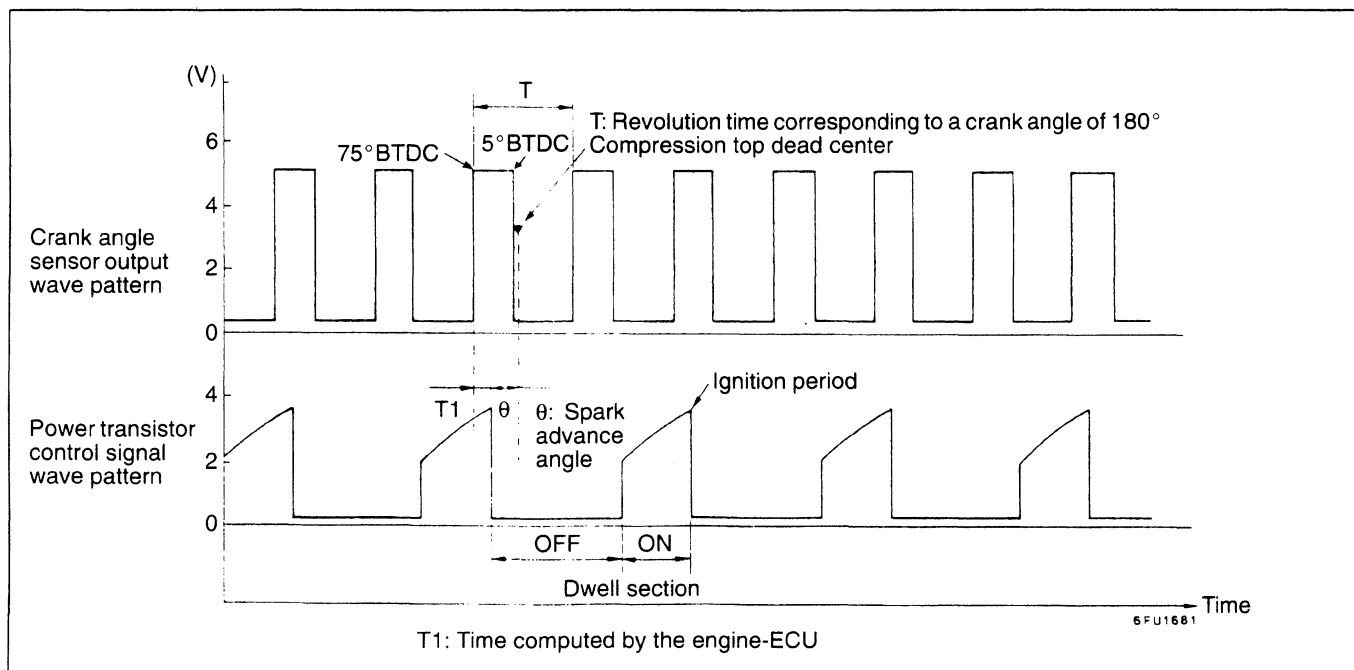 (V)
T
T: Revolution time corresponding to a crank angle of 180°
Compression top dead center
75°BTDC
5°BTDC
6
4
2
0
Crank angle
sensor output
wave pattern
Ignition period
T1
θ
θ: Spark
advance
angle
4
2
0
Power transistor
control signal
wave pattern
OFF
ON
Dwell section
Time
6FU1681
T1: Time computed by the engine-ECU